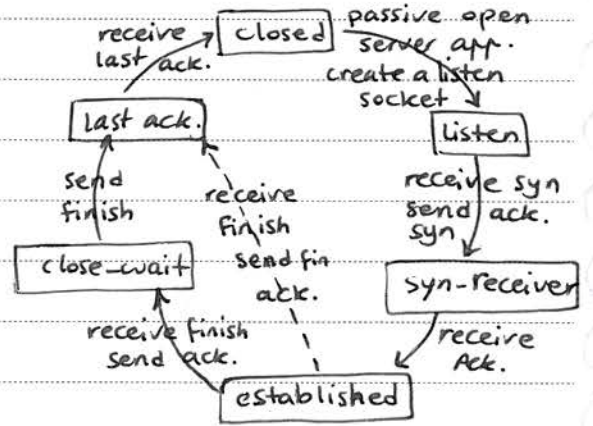 closed
passive open
server app.
create a listen
socket
receive
last ack.
last ack.
Listen
send
finish
receive
finish
send fin
ack.
receive syn
send ack.
syn
close_wait
syn-receiver
receive finish
send ack.
receive
Ack.
established